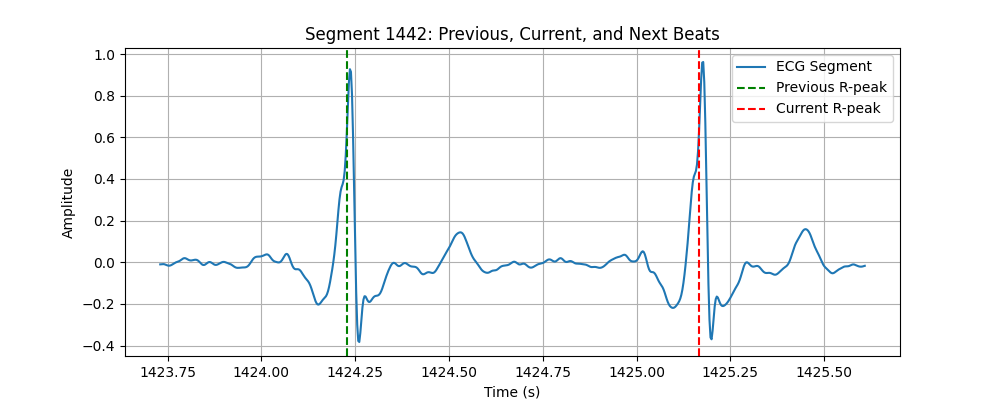 Segment 1442: Previous, Current, and Next Beats
ECG Segment
Previous R-peak
Current R-peak
Amplitude
1.0
0.8
0.6
0.4
0.2
0.0
−0.2
−0.4
1423.75 1424.00 1424.25 1424.50 1424.75 1425.00 1425.25 1425.50
Time (s)